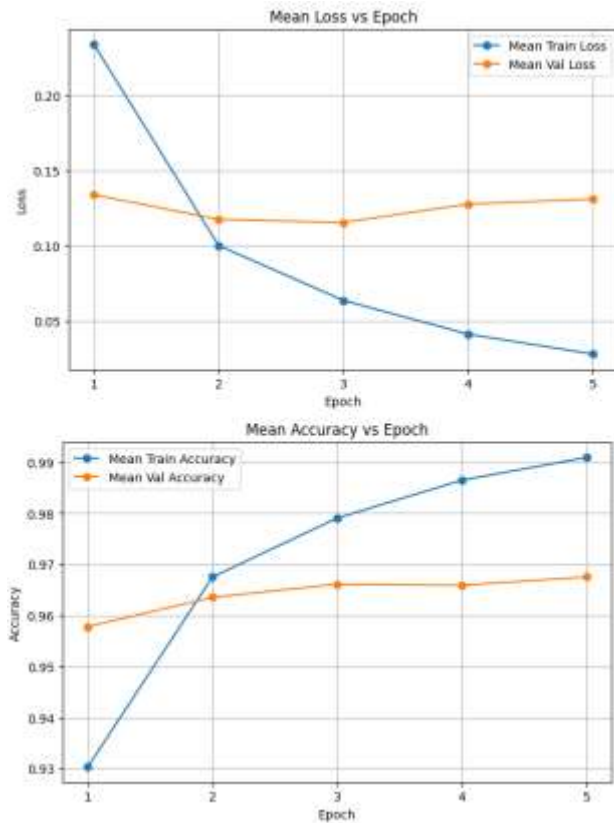 Mean Loss vs Epoch
Mean Train Loss
Mean Val Loss
0.20
0.15
0.10
0.05
Loss
1 2 3 4 5
Epoch
Mean Accuracy vs Epoch
Mean Train Accuracy
Mean Val Accuracy
0.99
0.98
0.97
0.96
0.95
0.94
0.93
Accuracy
1 2 3 4 5
Epoch